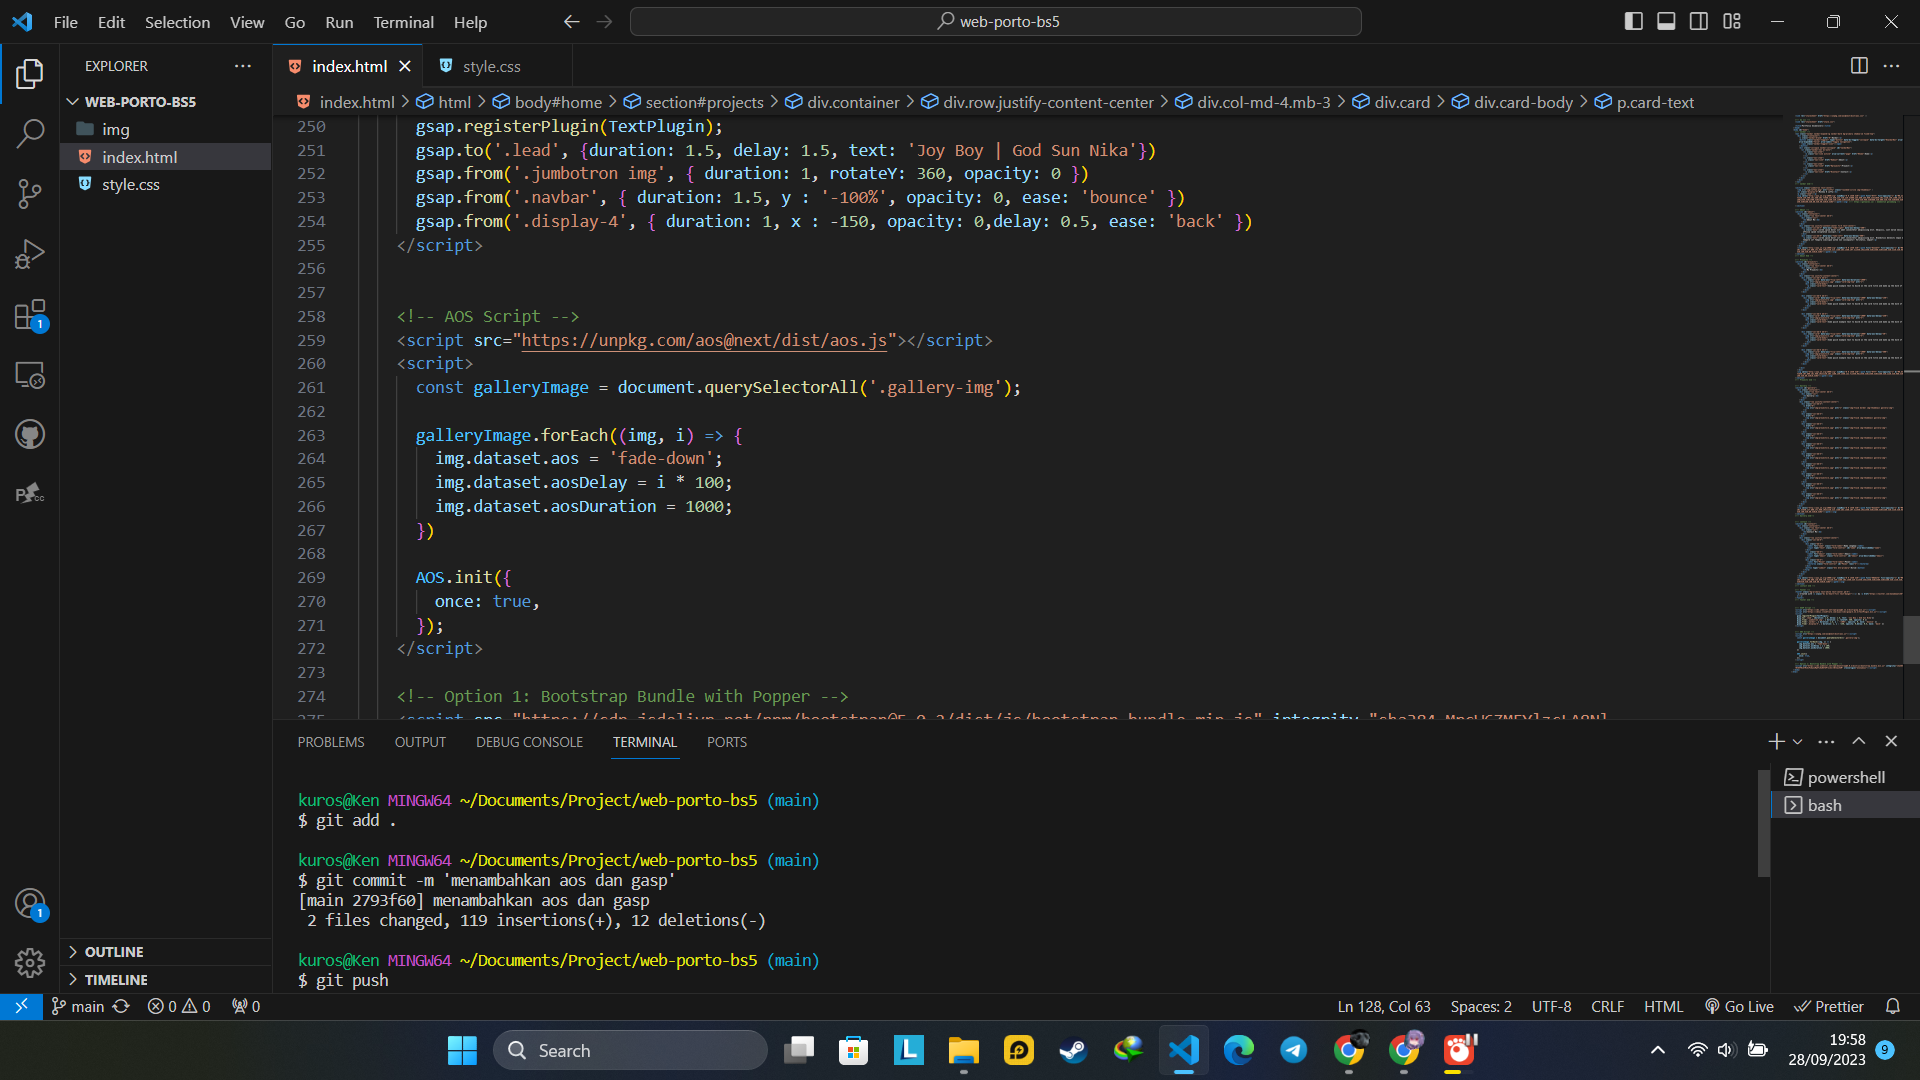 File Edit Selection View Go Run Terminal Help
web-porto-bs5
EXPLORER
WEB-PORTO-BS5
img
index.html
style.css
OUTLINE
TIMELINE
index.html
style.css
index.html > html > body#home > section#projects > div.container > div.row.justify-content-center > div.col-md-4.mb-3 > div.card > div.card-body > p.card-text
250 gsap.registerPlugin(TextPlugin);
251 gsap.to('.lead', {duration: 1.5, delay: 1.5, text: 'Joy Boy | God Sun Nika'})
252 gsap.from('.jumbotron img', { duration: 1, rotateY: 360, opacity: 0 })
253 gsap.from('.navbar', { duration: 1.5, y : '-100%', opacity: 0, ease: 'bounce' })
254 gsap.from('.display-4', { duration: 1, x : -150, opacity: 0,delay: 0.5, ease: 'back' })
255 </script>
256
257
258 <!-- AOS Script -->
259 <script src="https://unpkg.com/aos@next/dist/aos.js"></script>
260 <script>
261 const galleryImage = document.querySelectorAll('.gallery-img');
262
263 galleryImage.forEach((img, i) => {
264 img.dataset.aos = 'fade-down';
265 img.dataset.aosDelay = i * 100;
266 img.dataset.aosDuration = 1000;
267 })
268
269 AOS.init({
270 once: true,
271 });
272 </script>
273
274 <!-- Option 1: Bootstrap Bundle with Popper -->
PROBLEMS OUTPUT DEBUG CONSOLE TERMINAL PORTS
kuros@Ken MINGW64 ~/Documents/Project/web-porto-bs5 (main)
$ git add .
kuros@Ken MINGW64 ~/Documents/Project/web-porto-bs5 (main)
$ git commit -m 'menambahkan aos dan gasp'
[main 2793f60] menambahkan aos dan gasp
2 files changed, 119 insertions(+), 12 deletions(-)
kuros@Ken MINGW64 ~/Documents/Project/web-porto-bs5 (main)
$ git push
powershell
bash
1
1
main 0 0 0
Ln 128, Col 63 Spaces: 2 UTF-8 CRLF HTML Go Live Prettier
Search
19:58
28/09/2023
9